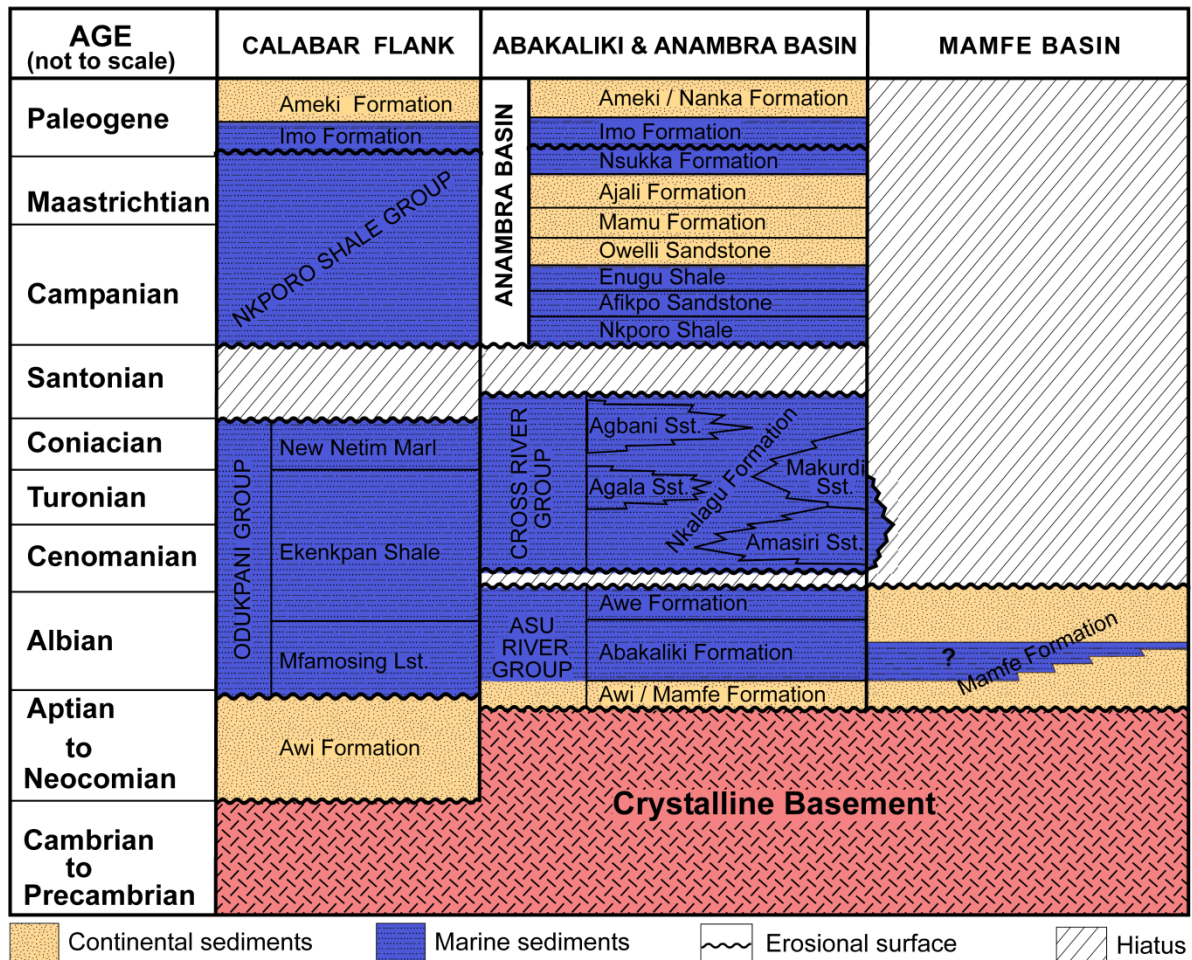 AGE
(not to scale)
CALABAR FLANK
ABAKALIKI & ANAMBRA BASIN
MAMFE BASIN
Paleogene
Maastrichtian
Campanian
Santonian
Coniacian
Turonian
Cenomanian
Albian
Aptian
to
Neocomian
Cambrian
to
Precambrian
Ameki Formation
Imo Formation
NKPORO SHALE GROUP
ODUKPANI GROUP
New Netim Marl
Ekenkpan Shale
Mfamosing Lst.
Awi Formation
ANAMBRA BASIN
Ameki / Nanka Formation
Imo Formation
Nsukka Formation
Ajali Formation
Mamu Formation
Owelli Sandstone
Enugu Shale
Afikpo Sandstone
Nkporo Shale
CROSS RIVER
GROUP
Agbani Sst.
Agala Sst.
Nkalagu Formation
Makurdi
Sst.
Amasiri Sst.
ASU
RIVER
GROUP
Awe Formation
Abakaliki Formation
Awi / Mamfe Formation
?
Mamfe Formation
Crystalline Basement
Continental sediments
Marine sediments
Erosional surface
Hiatus